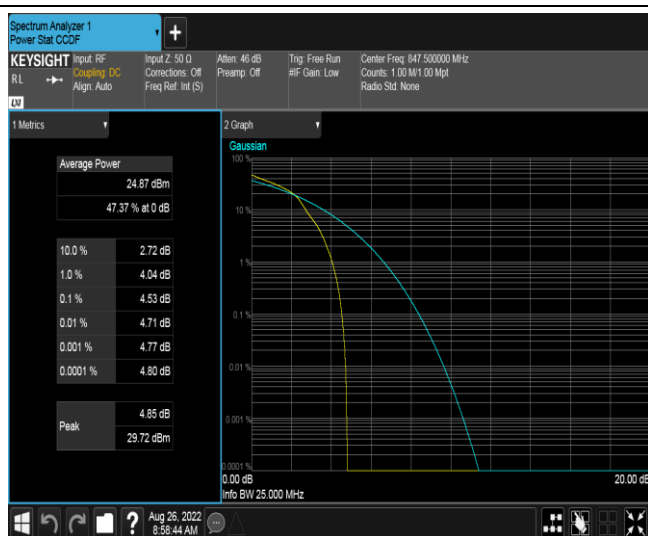 Spectrum Analyzer 1
Power Stat CCDF
+
KEYSIGHT Input: RF Input Z: 50 Ω Atten: 46 dB Trig: Free Run Center Freq: 847.500000 MHz
RL Coupling: DC Corrections: Off Preamp: Off #IF Gain: Low Counts: 1.00 M/1.00 Mpt
Align: Auto Freq Ref: Int (S) Radio Std: None
LXI
1 Metrics
Average Power
24.87 dBm
47.37 % at 0 dB
10.0 % 2.72 dB
1.0 % 4.04 dB
0.1 % 4.53 dB
0.01 % 4.71 dB
0.001 % 4.77 dB
0.0001 % 4.80 dB
Peak 4.85 dB
29.72 dBm
2 Graph
Gaussian
100 %
10 %
1 %
0.1 %
0.01 %
0.001 %
0.0001 %
0.00 dB 20.00 dB
Info BW 25.000 MHz
? Aug 26, 2022
8:58:44 AM